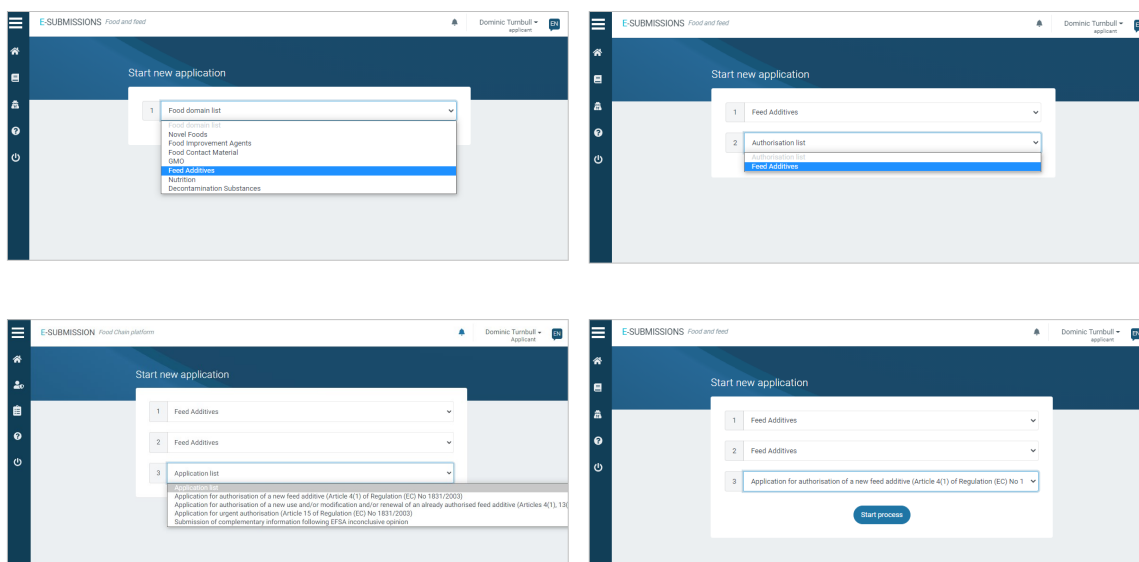 E-SUBMISSIONS Food and feed
Dominic Turnbull
applicant
EN
Start new application
1 Food domain list
Food domain list
Novel Foods
Food Improvement Agents
Food Contact Material
GMO
Feed Additives
Nutrition
Decontamination Substances
E-SUBMISSIONS Food and feed
Dominic Turnbull
applicant
Start new application
1 Feed Additives
2 Authorisation list
Authorisation list
Feed Additives
E-SUBMISSION Food Chain platform
Dominic Turnbull
Applicant
EN
Start new application
1 Feed Additives
2 Feed Additives
3 Application list
Application list
Application for authorisation of a new feed additive (Article 4(1) of Regulation (EC) No 1831/2003)
Application for authorisation of a new use and/or modification and/or renewal of an already authorised feed additive (Articles 4(1), 13(
Application for urgent authorisation (Article 15 of Regulation (EC) No 1831/2003)
Submission of complementary information following EFSA inconclusive opinion
E-SUBMISSIONS Food and feed
Dominic Turnbull
applicant
Start new application
1 Feed Additives
2 Feed Additives
3 Application for authorisation of a new feed additive (Article 4(1) of Regulation (EC) No 1
Start process